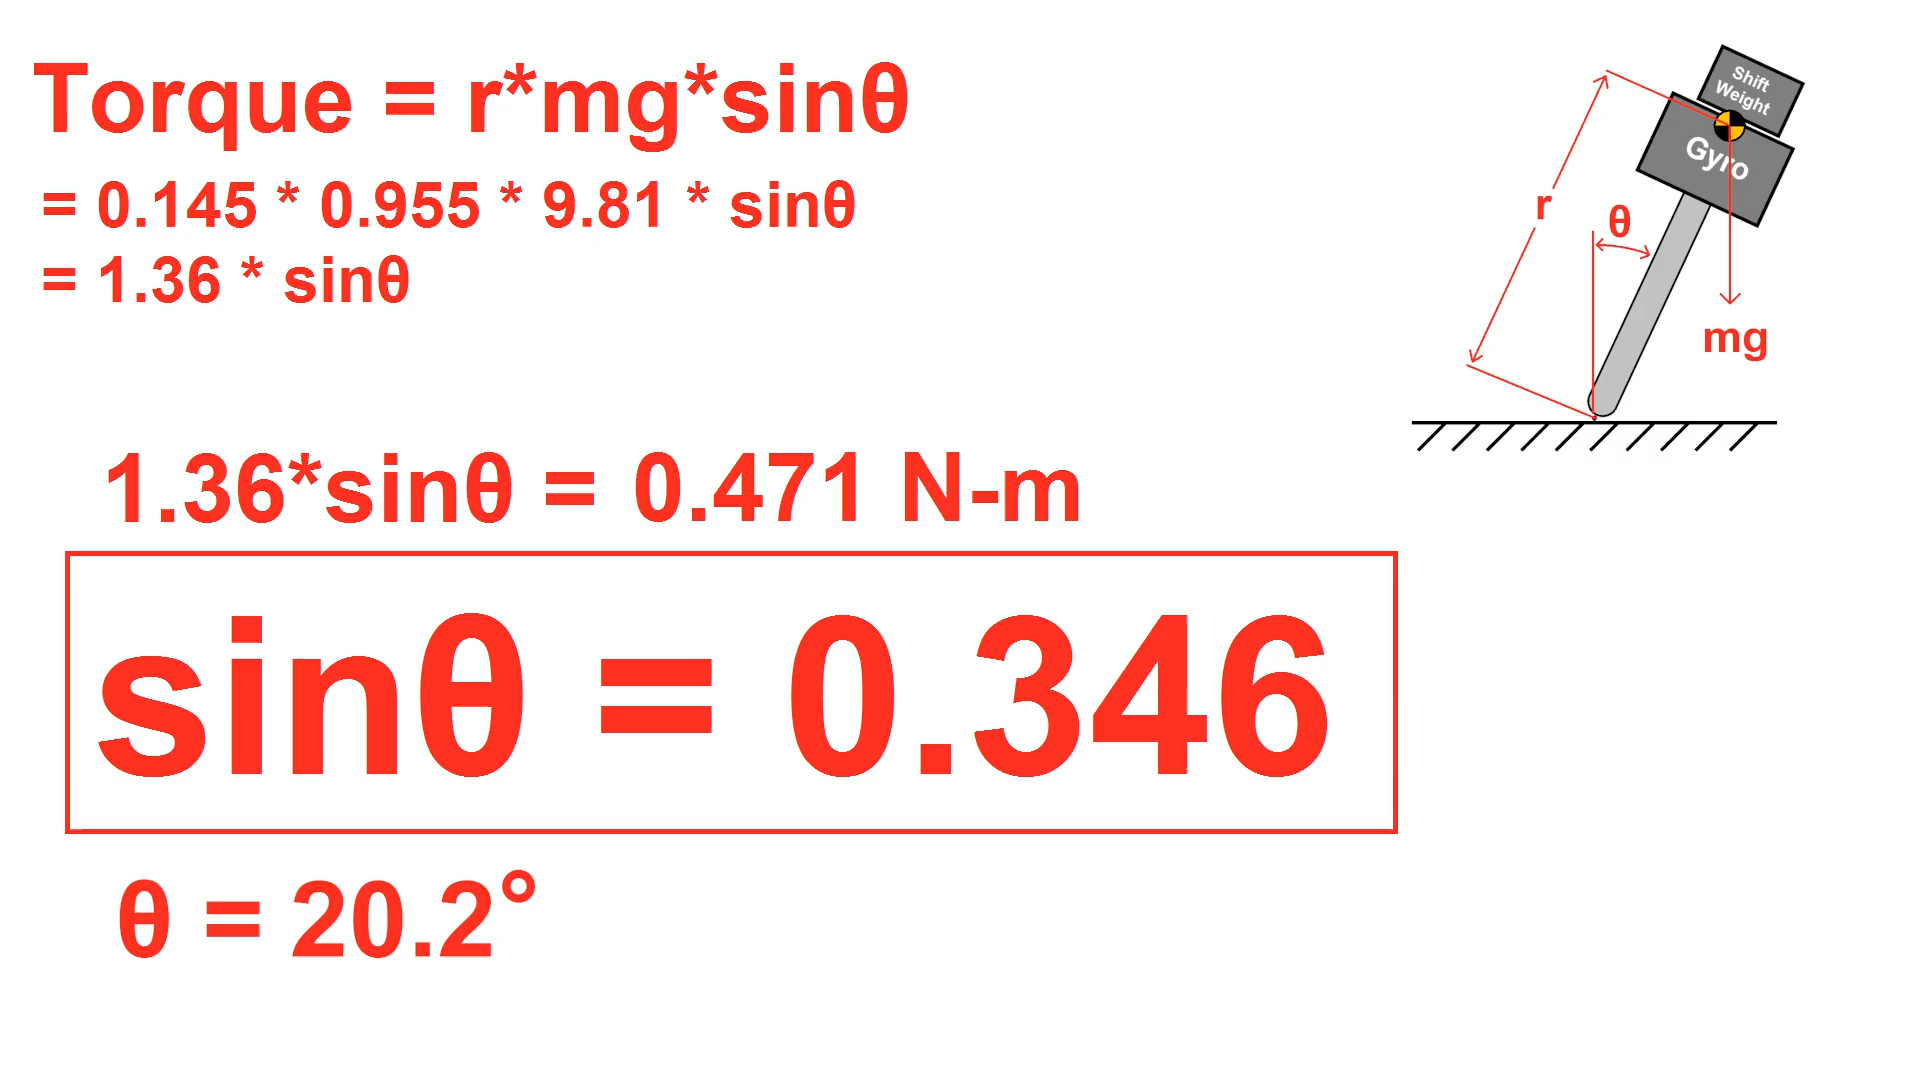 Torque = r*mg*sinθ
= 0.145 * 0.955 * 9.81 * sinθ
= 1.36 * sinθ
Shift
Weight
Gyro
r
θ
mg
1.36*sinθ = 0.471 N-m
sinθ = 0.346
θ = 20.2°